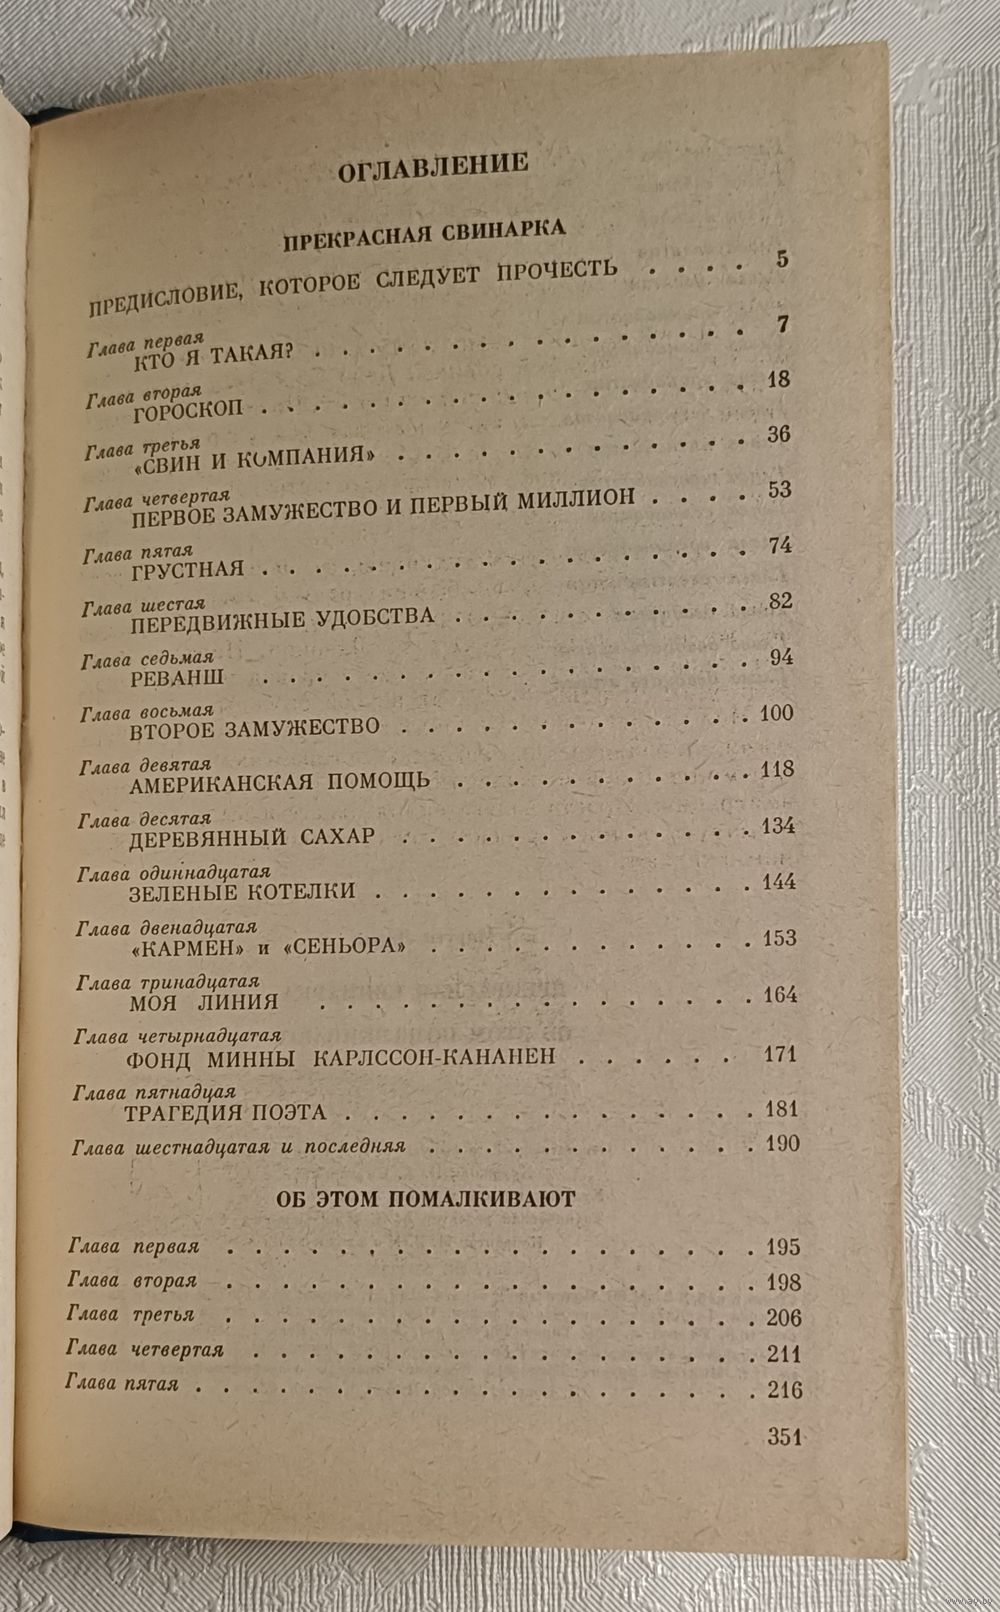 ОГЛАВЛЕНИЕ
ПРЕКРАСНАЯ СВИНАРКА
ПРЕДИСЛОВИЕ, КОТОРОЕ СЛЕДУЕТ ПРОЧЕСТЬ . . . . 5
Глава первая
КТО Я ТАКАЯ? . . . . . . . . . . . . . . . . 7
Глава вторая
ГОРОСКОП . . . . . . . . . . . . . . . . . . 18
Глава третья
«СВИН И КОМПАНИЯ» . . . . . . . . . . . . . 36
Глава четвертая
ПЕРВОЕ ЗАМУЖЕСТВО И ПЕРВЫЙ МИЛЛИОН . . . . 53
Глава пятая
ГРУСТНАЯ . . . . . . . . . . . . . . . . . . 74
Глава шестая
ПЕРЕДВИЖНЫЕ УДОБСТВА . . . . . . . . . . . 82
Глава седьмая
РЕВАНШ . . . . . . . . . . . . . . . . . . 94
Глава восьмая
ВТОРОЕ ЗАМУЖЕСТВО . . . . . . . . . . . . . 100
Глава девятая
АМЕРИКАНСКАЯ ПОМОЩЬ . . . . . . . . . . . 118
Глава десятая
ДЕРЕВЯННЫЙ САХАР . . . . . . . . . . . . . 134
Глава одиннадцатая
ЗЕЛЕНЫЕ КОТЕЛКИ . . . . . . . . . . . . . . 144
Глава двенадцатая
«КАРМЕН» и «СЕНЬОРА» . . . . . . . . . . . . 153
Глава тринадцатая
МОЯ ЛИНИЯ . . . . . . . . . . . . . . . . 164
Глава четырнадцатая
ФОНД МИННЫ КАРЛССОН-КАНАНЕН . . . . . . 171
Глава пятнадцая
ТРАГЕДИЯ ПОЭТА . . . . . . . . . . . . . . . 181
Глава шестнадцатая и последняя . . . . . . . . . . . . 190
ОБ ЭТОМ ПОМАЛКИВАЮТ
Глава первая . . . . . . . . . . . . . . . . . . . 195
Глава вторая . . . . . . . . . . . . . . . . . . . 198
Глава третья . . . . . . . . . . . . . . . . . . . 206
Глава четвертая . . . . . . . . . . . . . . . . . . 211
Глава пятая . . . . . . . . . . . . . . . . . . . . 216
351
www.ay.by